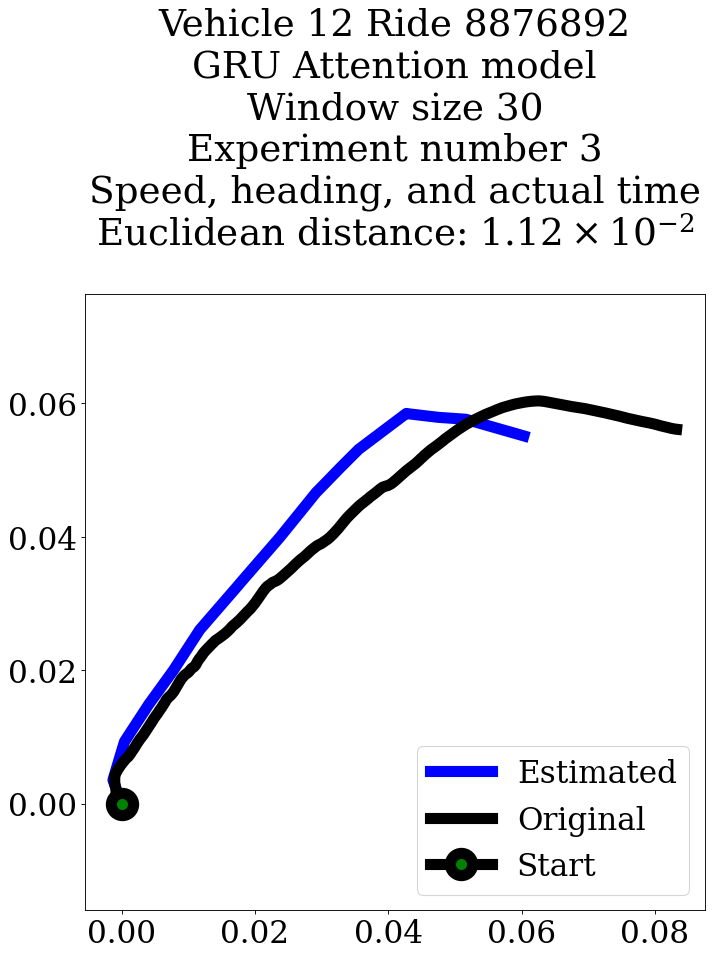 Vehicle 12 Ride 8876892
GRU Attention model
Window size 30
Experiment number 3
Speed, heading, and actual time
Euclidean distance: 1.12 × 10⁻²
0.06
0.04
0.02
0.00
Estimated
Original
Start
0.00 0.02 0.04 0.06 0.08